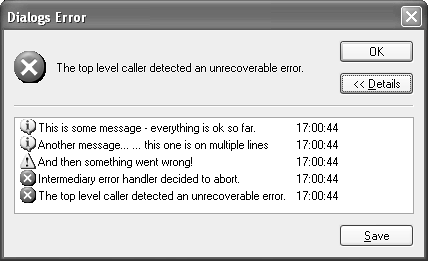 Dialogs Error
OK
The top level caller detected an unrecoverable error.
<< Details
This is some message - everything is ok so far. 17:00:44
Another message... ... this one is on multiple lines 17:00:44
And then something went wrong! 17:00:44
Intermediary error handler decided to abort. 17:00:44
The top level caller detected an unrecoverable error. 17:00:44
Save